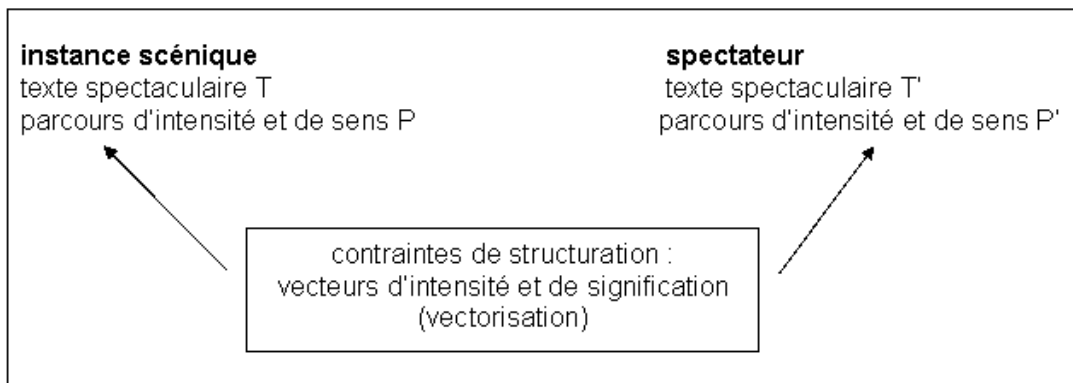 instance scénique
texte spectaculaire T
parcours d'intensité et de sens P
spectateur
texte spectaculaire T'
parcours d'intensité et de sens P'
contraintes de structuration :
vecteurs d'intensité et de signification
(vectorisation)